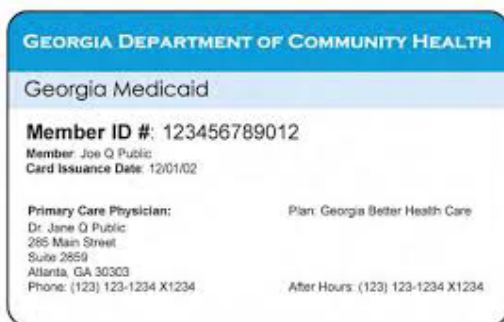 GEORGIA DEPARTMENT OF COMMUNITY HEALTH
Georgia Medicaid
Member ID #: 123456789012
Member: Joe Q Public
Card Issuance Date: 12/01/02
Primary Care Physician:
Dr. Jane Q Public
285 Main Street
Suite 2859
Atlanta, GA 30303
Phone: (123) 123-1234 X1234
Plan: Georgia Better Health Care
After Hours: (123) 123-1234 X1234